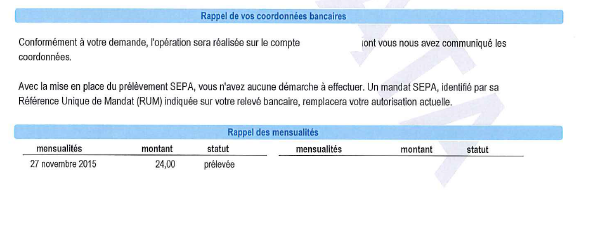 Rappel de vos coordonnées bancaires
Conformément à votre demande, l'opération sera réalisée sur le compte dont vous nous avez communiqué les
coordonnées.
Avec la mise en place du prélèvement SEPA, vous n'avez aucune démarche à effectuer. Un mandat SEPA, identifié par sa
Référence Unique de Mandat (RUM) indiquée sur votre relevé bancaire, remplacera votre autorisation actuelle.
Rappel des mensualités
mensualités montant statut mensualités montant statut
27 novembre 2015 24,00 prélevée